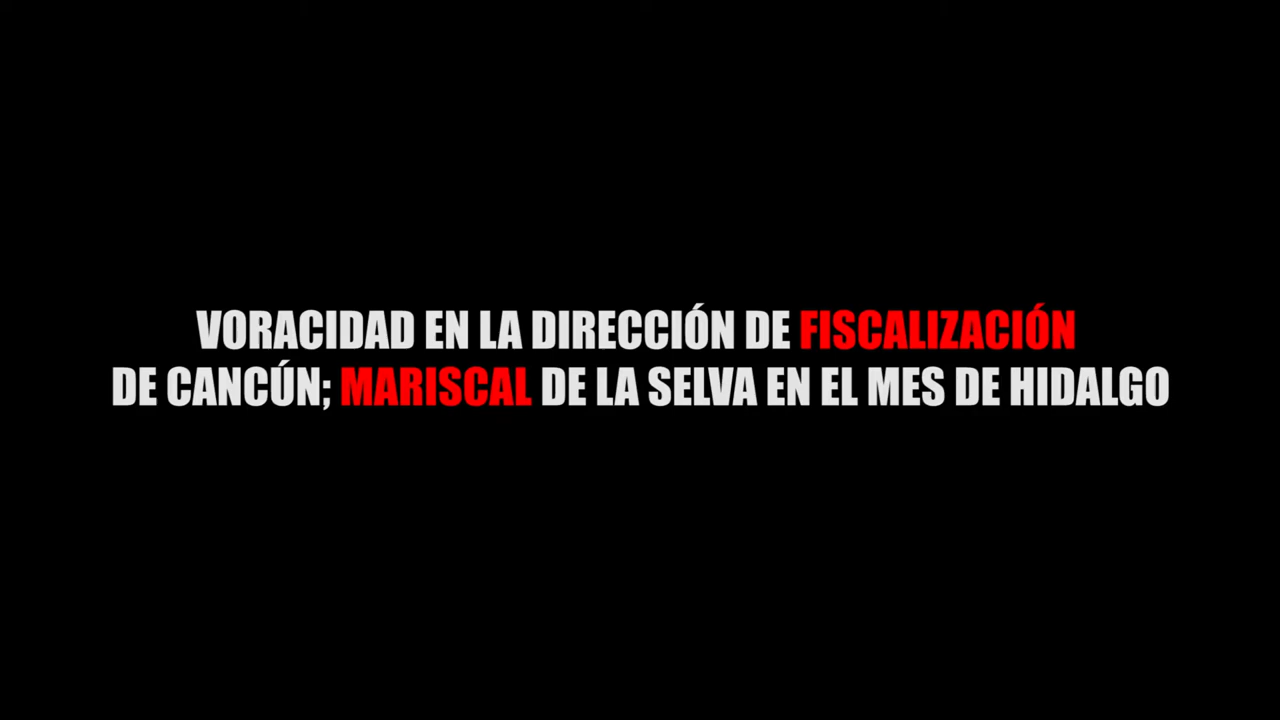 VORACIDAD EN LA DIRECCIÓN DE FISCALIZACIÓN
DE CANCÚN; MARISCAL DE LA SELVA EN EL MES DE HIDALGO